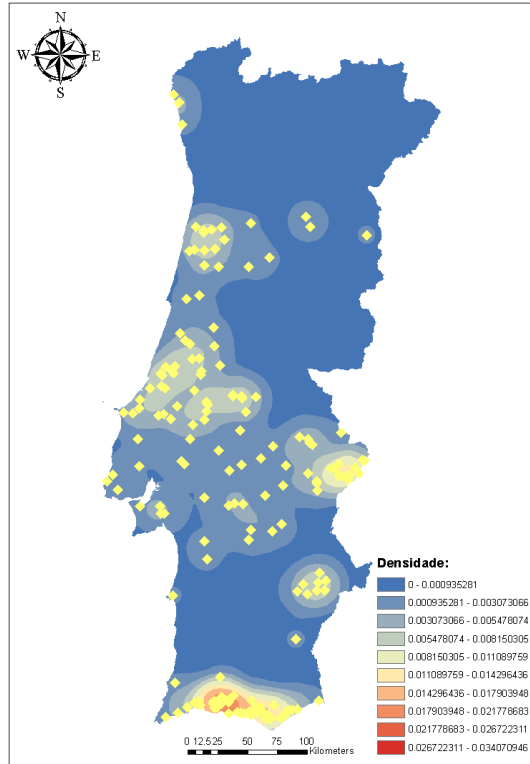 N
W E
S
Densidade:
0 - 0.000935281
0.000935281 - 0.003073066
0.003073066 - 0.005478074
0.005478074 - 0.008150305
0.008150305 - 0.011089759
0.011089759 - 0.014296436
0.014296436 - 0.017903948
0.017903948 - 0.021778683
0.021778683 - 0.026722311
0.026722311 - 0.034070946
0 12.5 25 50 75 100
Kilometers